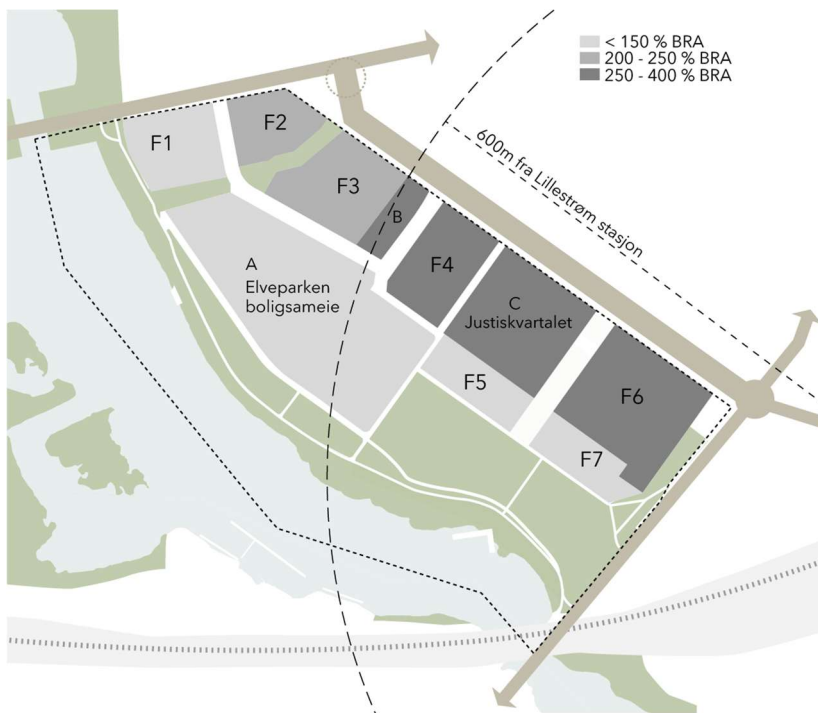 < 150 % BRA
200 - 250 % BRA
250 - 400 % BRA
600m fra Lillestrøm stasjon
F1
F2
F3
B
F4
A
Elveparken
boligsameie
C
Justiskvartalet
F5
F6
F7